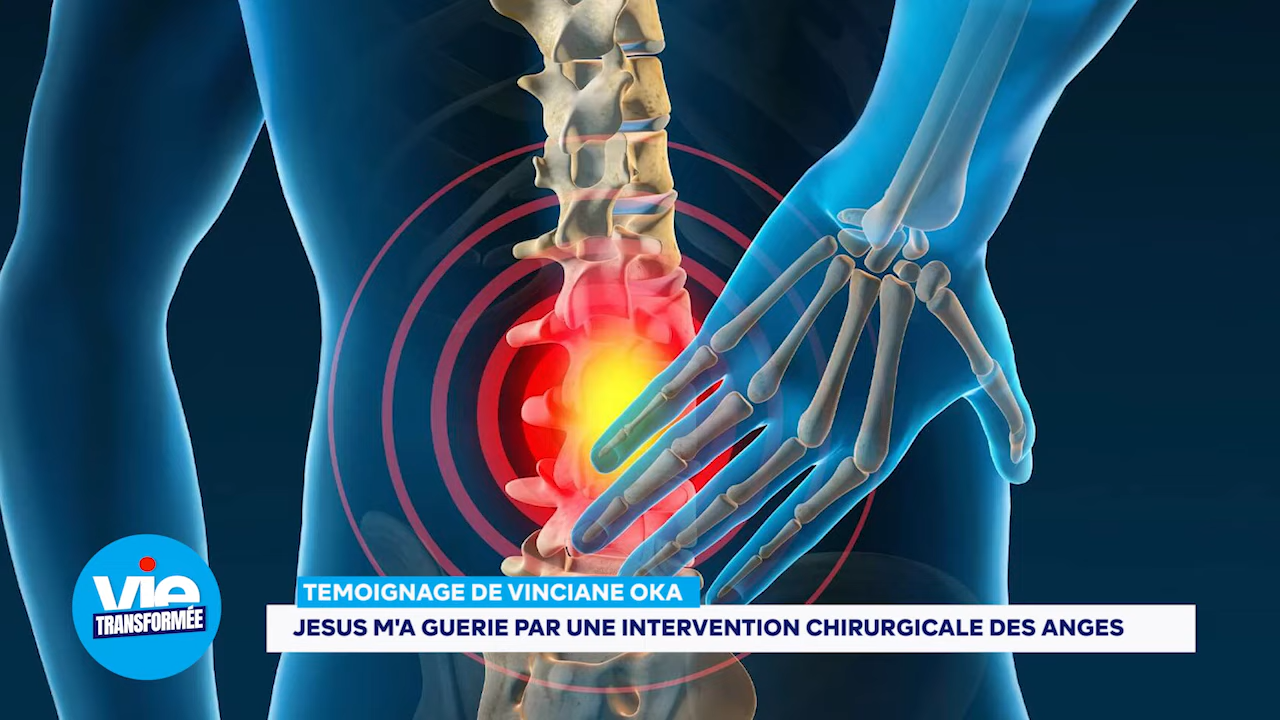 vie
TRANSFORMÉE
TEMOIGNAGE DE VINCIANE OKA
JESUS M'A GUERIE PAR UNE INTERVENTION CHIRURGICALE DES ANGES